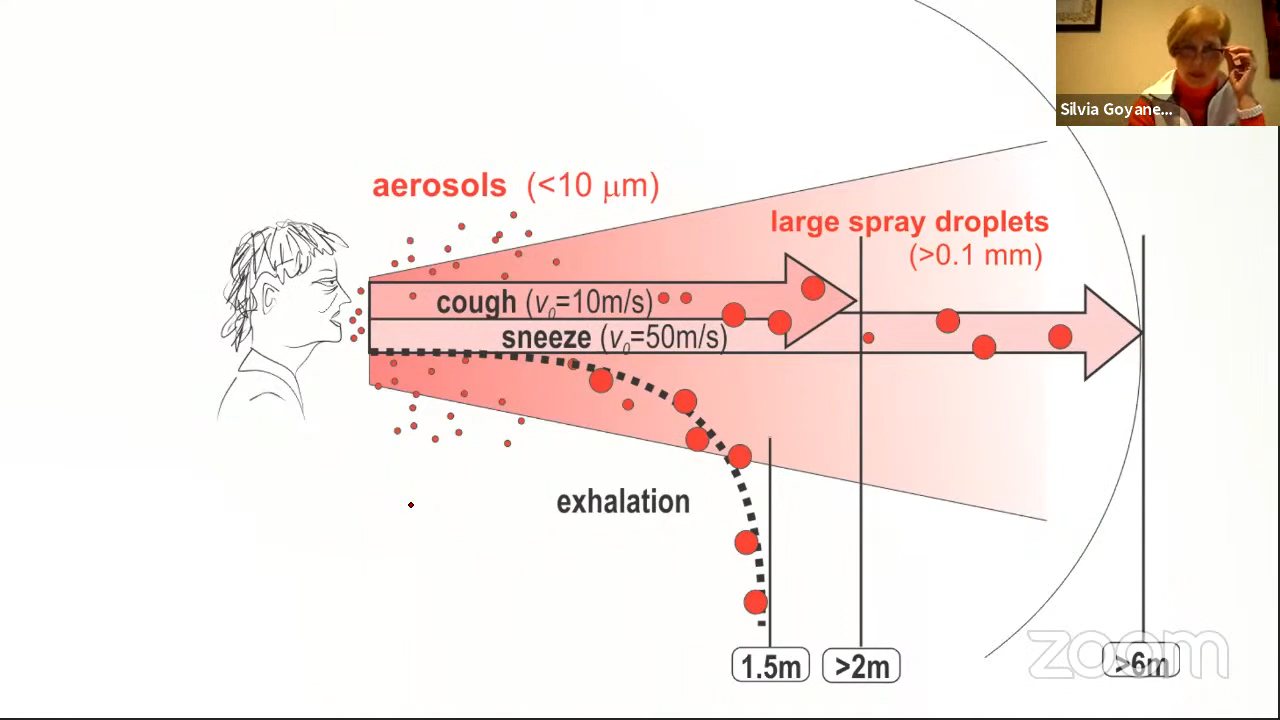 Silvia Goyane...
aerosols (<10 μm)
large spray droplets
(>0.1 mm)
cough (v₀=10m/s)
sneeze (v₀=50m/s)
exhalation
1.5m
>2m
>6m
zoom